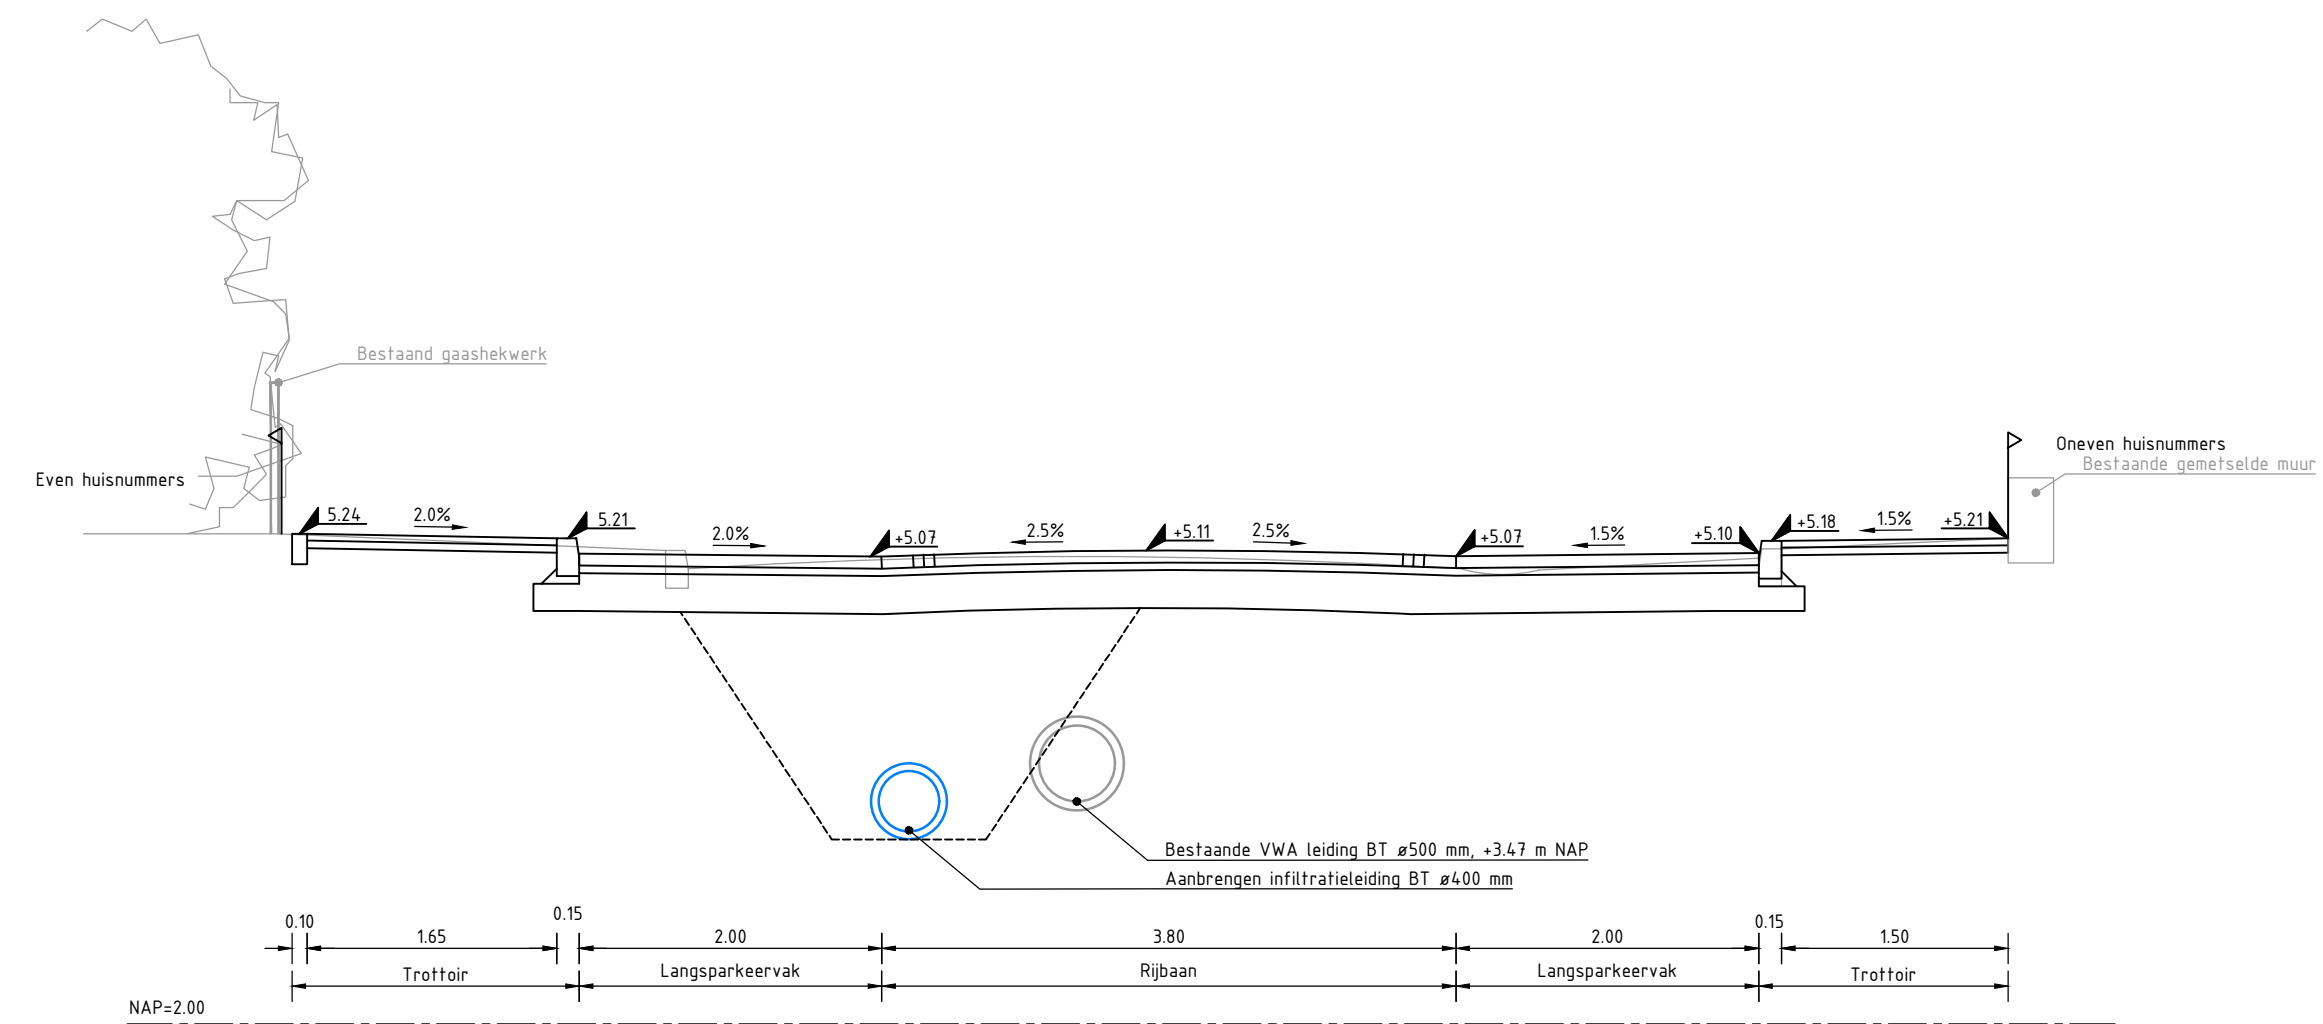 Bestaand gaashekwerk
Oneven huisnummers
Bestaande gemetselde muur
Even huisnummers
5.24
2.0%
5.21
2.0%
+5.07
2.5%
+5.11
2.5%
+5.07
1.5%
+5.10
+5.18
1.5%
+5.21
Bestaande VWA leiding BT ø500 mm, +3.47 m NAP
Aanbrengen infiltratieleiding BT ø400 mm
0.10
1.65
0.15
2.00
3.80
2.00
0.15
1.50
Trottoir
Langsparkeervak
Rijbaan
Langsparkeervak
Trottoir
NAP=2.00